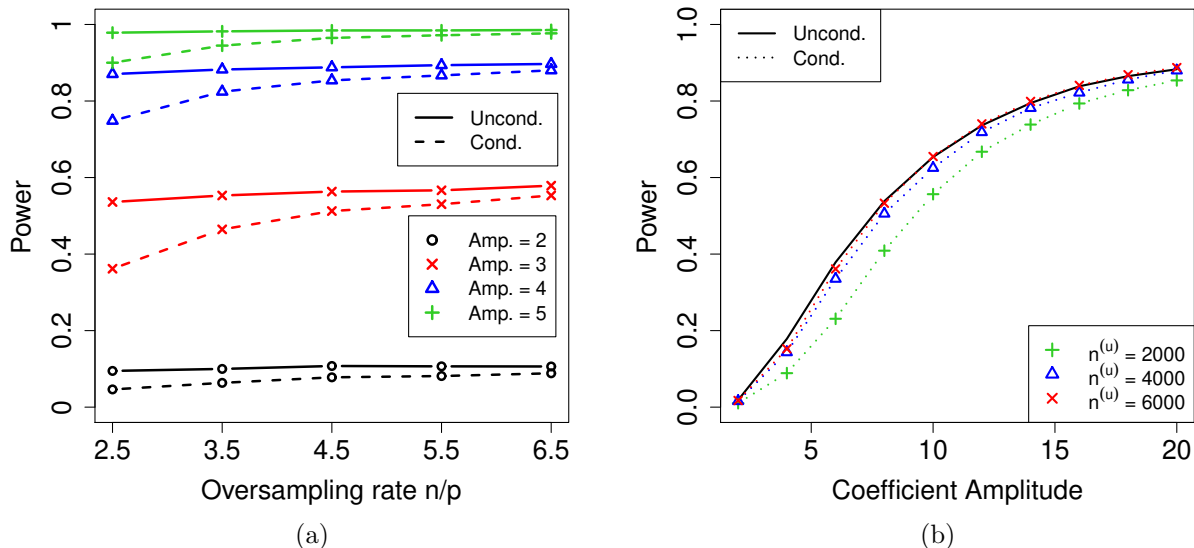 Power
0
0.2
0.4
0.6
0.8
1
Uncond.
Cond.
Amp. = 2
Amp. = 3
Amp. = 4
Amp. = 5
2.5 3.5 4.5 5.5 6.5
Oversampling rate n/p
(a)
Power
0.0
0.2
0.4
0.6
0.8
1.0
Uncond.
Cond.
n(u) = 2000
n(u) = 4000
n(u) = 6000
5 10 15 20
Coefficient Amplitude
(b)